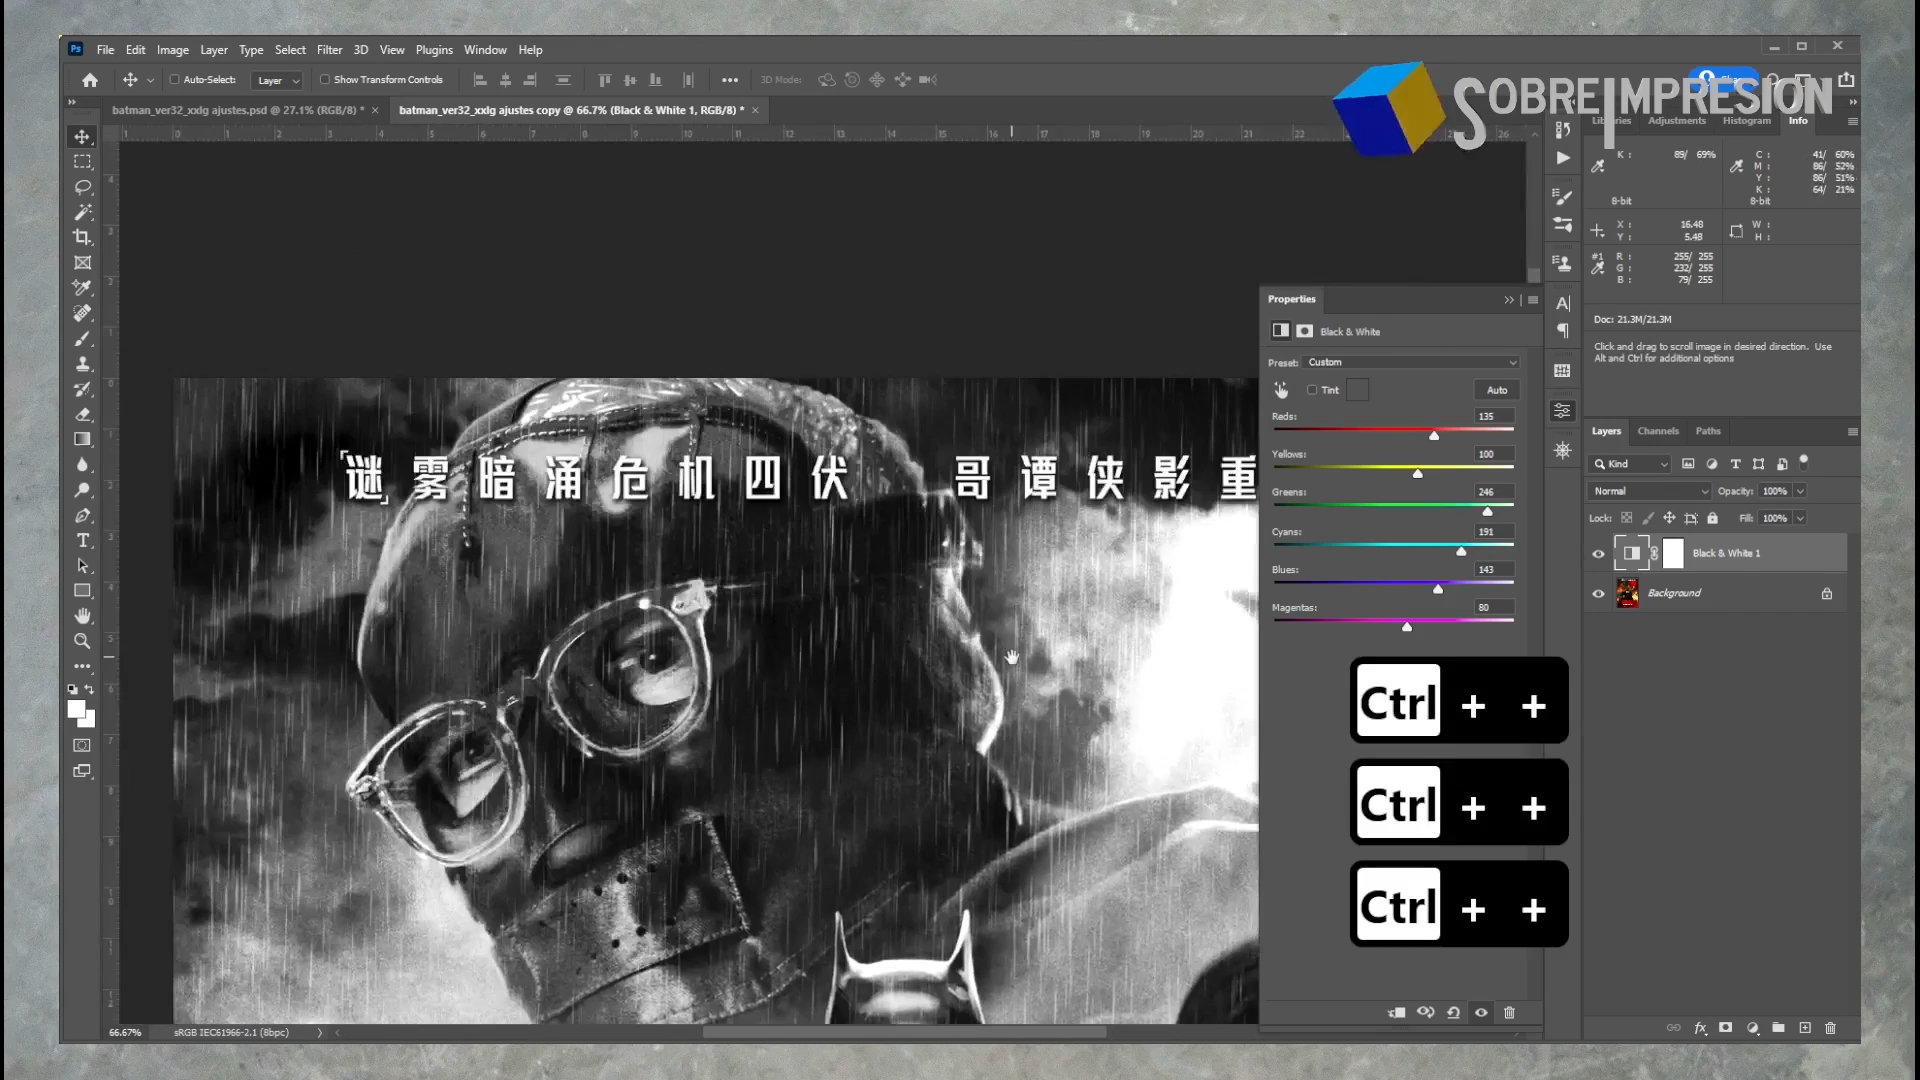 Ps File Edit Image Layer Type Select Filter 3D View Plugins Window Help
Auto-Select: Layer Show Transform Controls 3D Mode:
SOBREIMPRESION
batman_ver32_xxlg ajustes.psd @ 27.1% (RGB/8) * ×
batman_ver32_xxlg ajustes copy @ 66.7% (Black & White 1, RGB/8) * ×
Libraries Adjustments Histogram Info
K : 89/ 69%
8-bit
C : 41/ 60%
M : 86/ 52%
Y : 86/ 51%
K : 64/ 21%
8-bit
X : 16.48
Y : 5.48
W :
H :
#1 R : 255/ 255
G : 232/ 255
B : 79/ 255
Doc: 21.3M/21.3M
Click and drag to scroll image in desired direction. Use
Alt and Ctrl for additional options
Properties
Black & White
Preset: Custom
Tint Auto
Reds: 135
Yellows: 100
Greens: 246
Cyans: 191
Blues: 143
Magentas: 80
「谜雾暗涌危机四伏 哥谭侠影重
Ctrl + +
Ctrl + +
Ctrl + +
Layers Channels Paths
Kind
Normal Opacity: 100%
Lock: Fill: 100%
Black & White 1
Background
66.67% sRGB IEC61966-2.1 (8bpc)